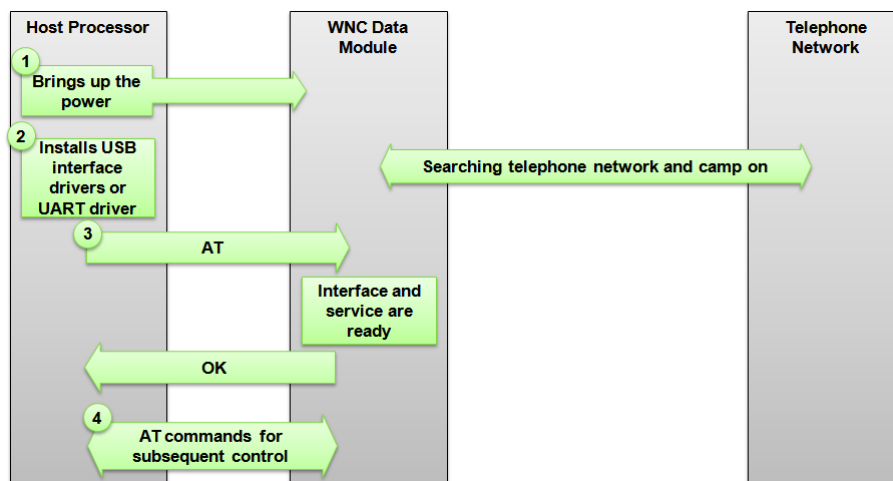 Host Processor
WNC Data
Module
Telephone
Network
1
Brings up the
power
2
Installs USB
interface
drivers or
UART driver
Searching telephone network and camp on
3
AT
Interface and
service are
ready
OK
4
AT commands for
subsequent control